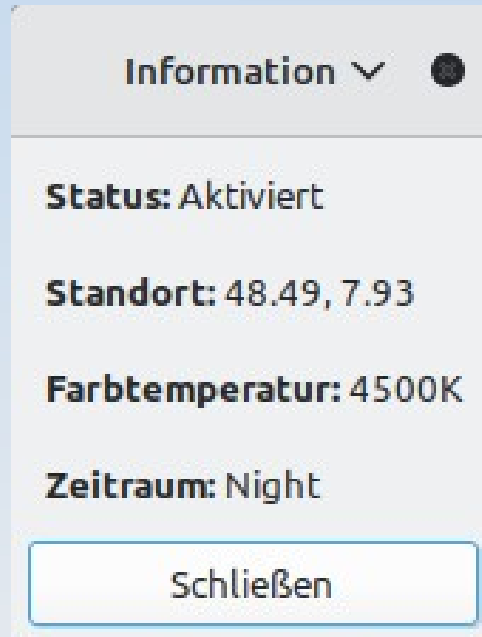 Information
Status: Aktiviert
Standort: 48.49, 7.93
Farbtemperatur: 4500K
Zeitraum: Night
Schließen